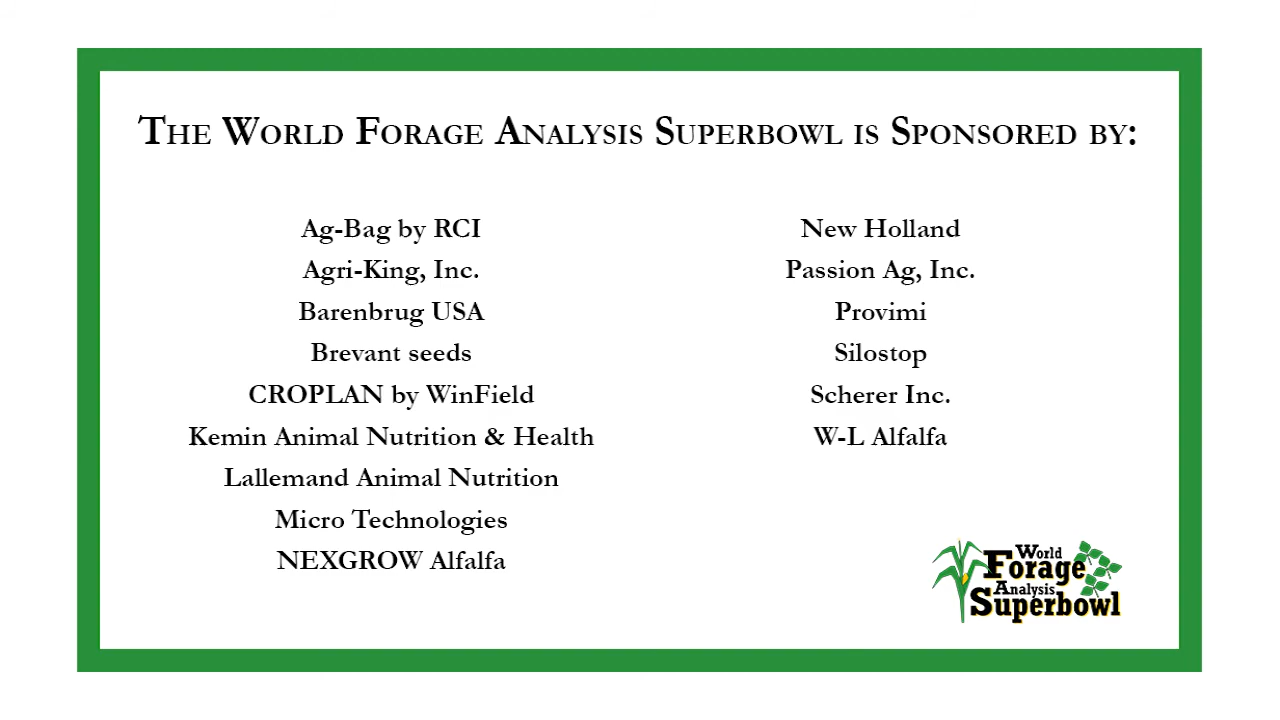 THE WORLD FORAGE ANALYSIS SUPERBOWL IS SPONSORED BY:
Ag-Bag by RCI
Agri-King, Inc.
Barenbrug USA
Brevant seeds
CROPLAN by WinField
Kemin Animal Nutrition & Health
Lallemand Animal Nutrition
Micro Technologies
NEXGROW Alfalfa
New Holland
Passion Ag, Inc.
Provimi
Silostop
Scherer Inc.
W-L Alfalfa
World
Forage
Analysis
Superbowl